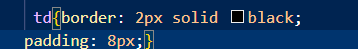 td{border: 2px solid black;
padding: 8px;}